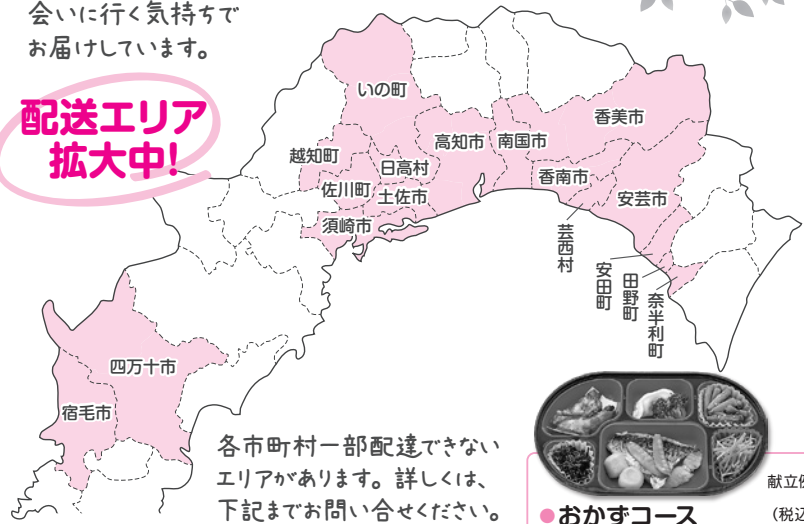 会いに行く気持ちで
お届けしています。
配送エリア
拡大中!
いの町
香美市
高知市
南国市
越知町
日高村
香南市
佐川町
土佐市
安芸市
須崎市
芸西村
安田町
田野町
奈半利町
四万十市
宿毛市
各市町村一部配達できない
エリアがあります。詳しくは、
下記までお問い合せください。
献立例
●おかずコース
(税込